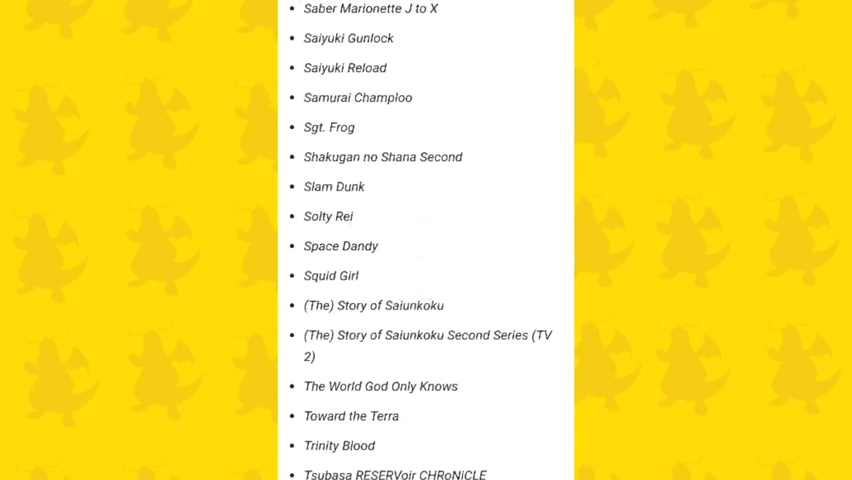 Saber Marionette J to X
Saiyuki Gunlock
Saiyuki Reload
Samurai Champloo
Sgt. Frog
Shakugan no Shana Second
Slam Dunk
Solty Rei
Space Dandy
Squid Girl
(The) Story of Saiunkoku
(The) Story of Saiunkoku Second Series (TV
2)
The World God Only Knows
Toward the Terra
Trinity Blood
Tsubasa RESERVoir CHRoNiCLE